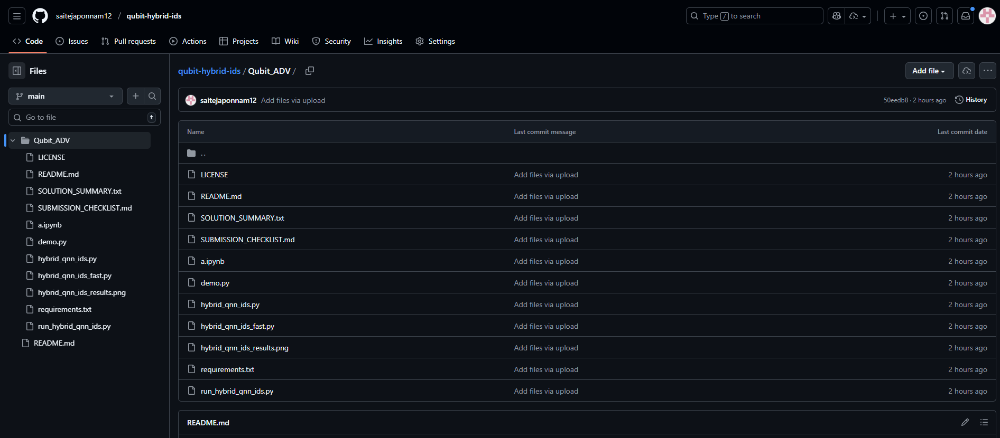 saitejaponnam12 / qubit-hybrid-ids
Type / to search
Code Issues Pull requests Actions Projects Wiki Security Insights Settings
Files
main
Go to file t
Qubit_ADV
LICENSE
README.md
SOLUTION_SUMMARY.txt
SUBMISSION_CHECKLIST.md
a.ipynb
demo.py
hybrid_qnn_ids.py
hybrid_qnn_ids_fast.py
hybrid_qnn_ids_results.png
requirements.txt
run_hybrid_qnn_ids.py
README.md
qubit-hybrid-ids / Qubit_ADV /
Add file
saitejaponnam12 Add files via upload 50eedb8 · 2 hours ago History
Name Last commit message Last commit date
..
LICENSE Add files via upload 2 hours ago
README.md Add files via upload 2 hours ago
SOLUTION_SUMMARY.txt Add files via upload 2 hours ago
SUBMISSION_CHECKLIST.md Add files via upload 2 hours ago
a.ipynb Add files via upload 2 hours ago
demo.py Add files via upload 2 hours ago
hybrid_qnn_ids.py Add files via upload 2 hours ago
hybrid_qnn_ids_fast.py Add files via upload 2 hours ago
hybrid_qnn_ids_results.png Add files via upload 2 hours ago
requirements.txt Add files via upload 2 hours ago
run_hybrid_qnn_ids.py Add files via upload 2 hours ago
README.md